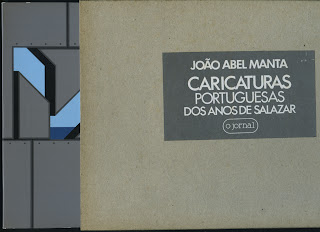 JOÃO ABEL MANTA
CARICATURAS
PORTUGUESAS
DOS ANOS DE SALAZAR
o jornal